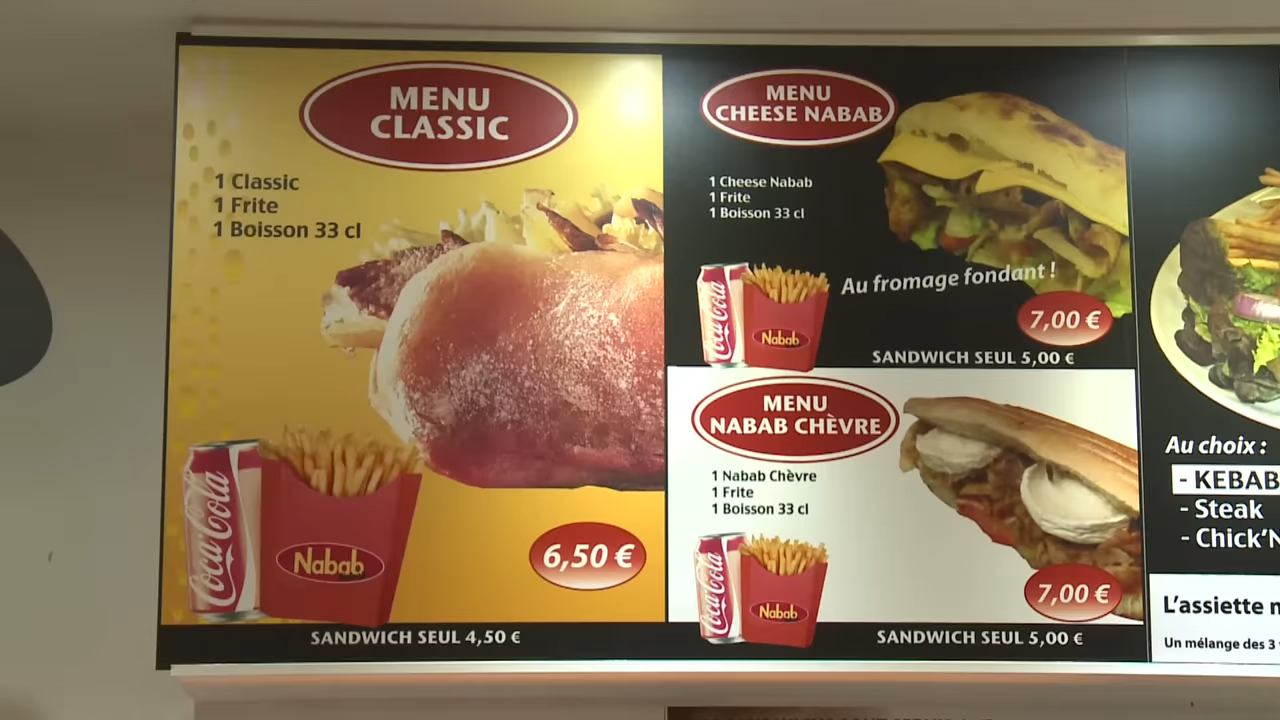 MENU
CLASSIC
1 Classic
1 Frite
1 Boisson 33 cl
Coca-Cola
Nabab
6,50 €
SANDWICH SEUL 4,50 €
MENU
CHEESE NABAB
1 Cheese Nabab
1 Frite
1 Boisson 33 cl
Au fromage fondant !
Coca-Cola
Nabab
7,00 €
SANDWICH SEUL 5,00 €
MENU
NABAB CHÈVRE
1 Nabab Chèvre
1 Frite
1 Boisson 33 cl
Coca-Cola
Nabab
7,00 €
SANDWICH SEUL 5,00 €
Au choix :
- KEBAB
- Steak
- Chick'N
L'assiette
Un mélange des 3